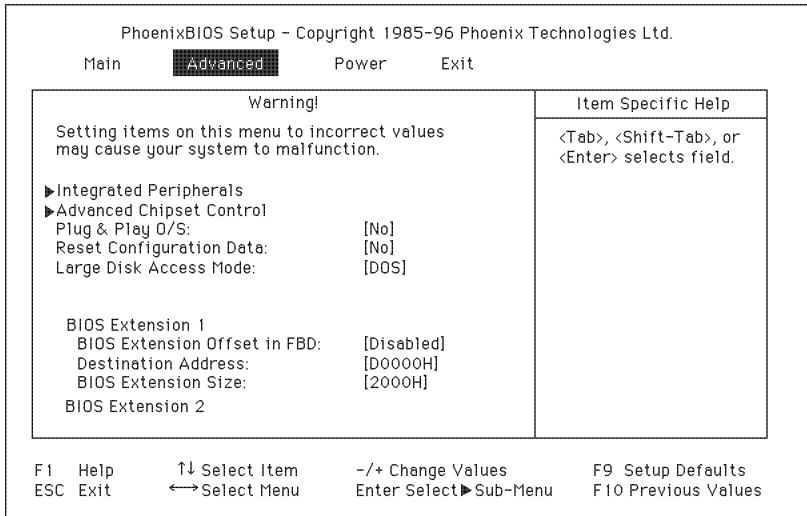 PhoenixBIOS Setup - Copyright 1985-96 Phoenix Technologies Ltd.
Main Advanced Power Exit
Warning!
Setting items on this menu to incorrect values
may cause your system to malfunction.
▶Integrated Peripherals
▶Advanced Chipset Control
Plug & Play O/S: [No]
Reset Configuration Data: [No]
Large Disk Access Mode: [DOS]
BIOS Extension 1
BIOS Extension Offset in FBD: [Disabled]
Destination Address: [D0000H]
BIOS Extension Size: [2000H]
BIOS Extension 2
Item Specific Help
<Tab>, <Shift-Tab>, or
<Enter> selects field.
F1 Help ↑↓ Select Item -/+ Change Values F9 Setup Defaults
ESC Exit ←→ Select Menu Enter Select▶Sub-Menu F10 Previous Values